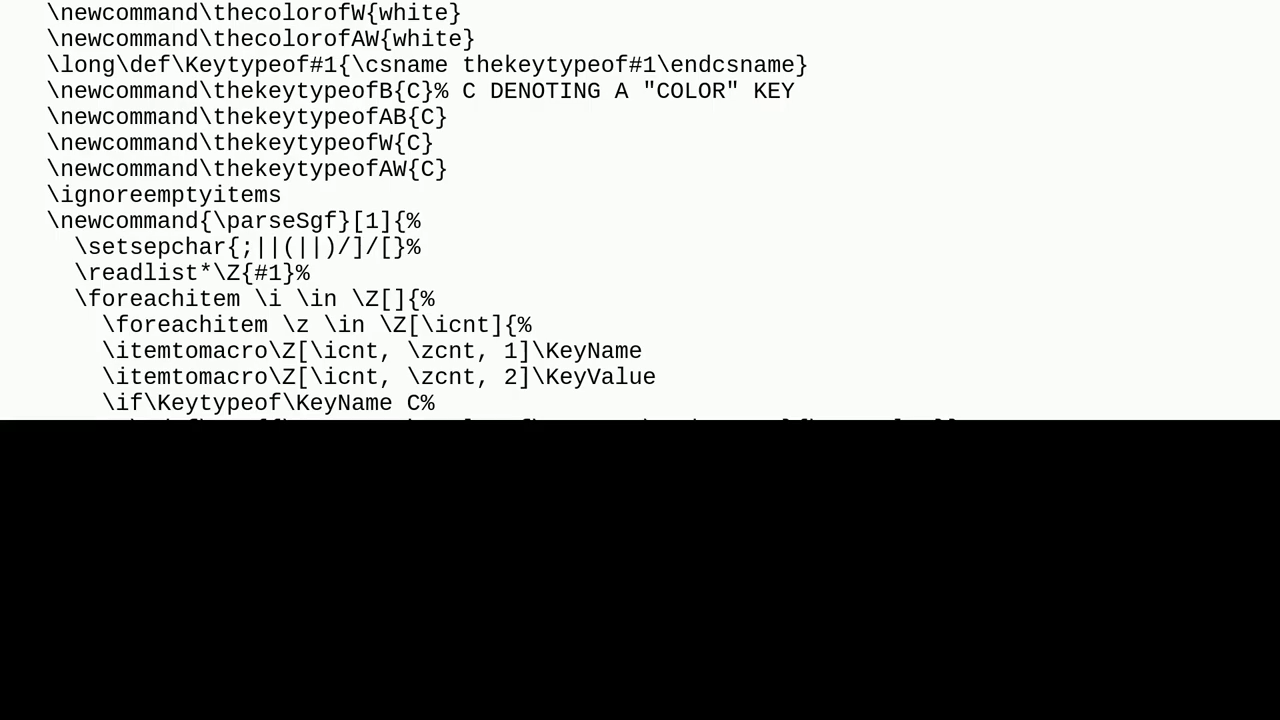 \newcommand\thecolorofW{white}
\newcommand\thecolorofAW{white}
\long\def\Keytypeof#1{\csname thekeytypeof#1\endcsname}
\newcommand\thekeytypeofB{C}% C DENOTING A "COLOR" KEY
\newcommand\thekeytypeofAB{C}
\newcommand\thekeytypeofW{C}
\newcommand\thekeytypeofAW{C}
\ignoreemptyitems
\newcommand{\parseSgf}[1]{%
  \setsepchar{;||(||)/]/[}%
  \readlist*\Z{#1}%
  \foreachitem \i \in \Z[]{%
    \foreachitem \z \in \Z[\icnt]{%
    \itemtomacro\Z[\icnt, \zcnt, 1]\KeyName
    \itemtomacro\Z[\icnt, \zcnt, 2]\KeyValue
    \if\Keytypeof\KeyName C%